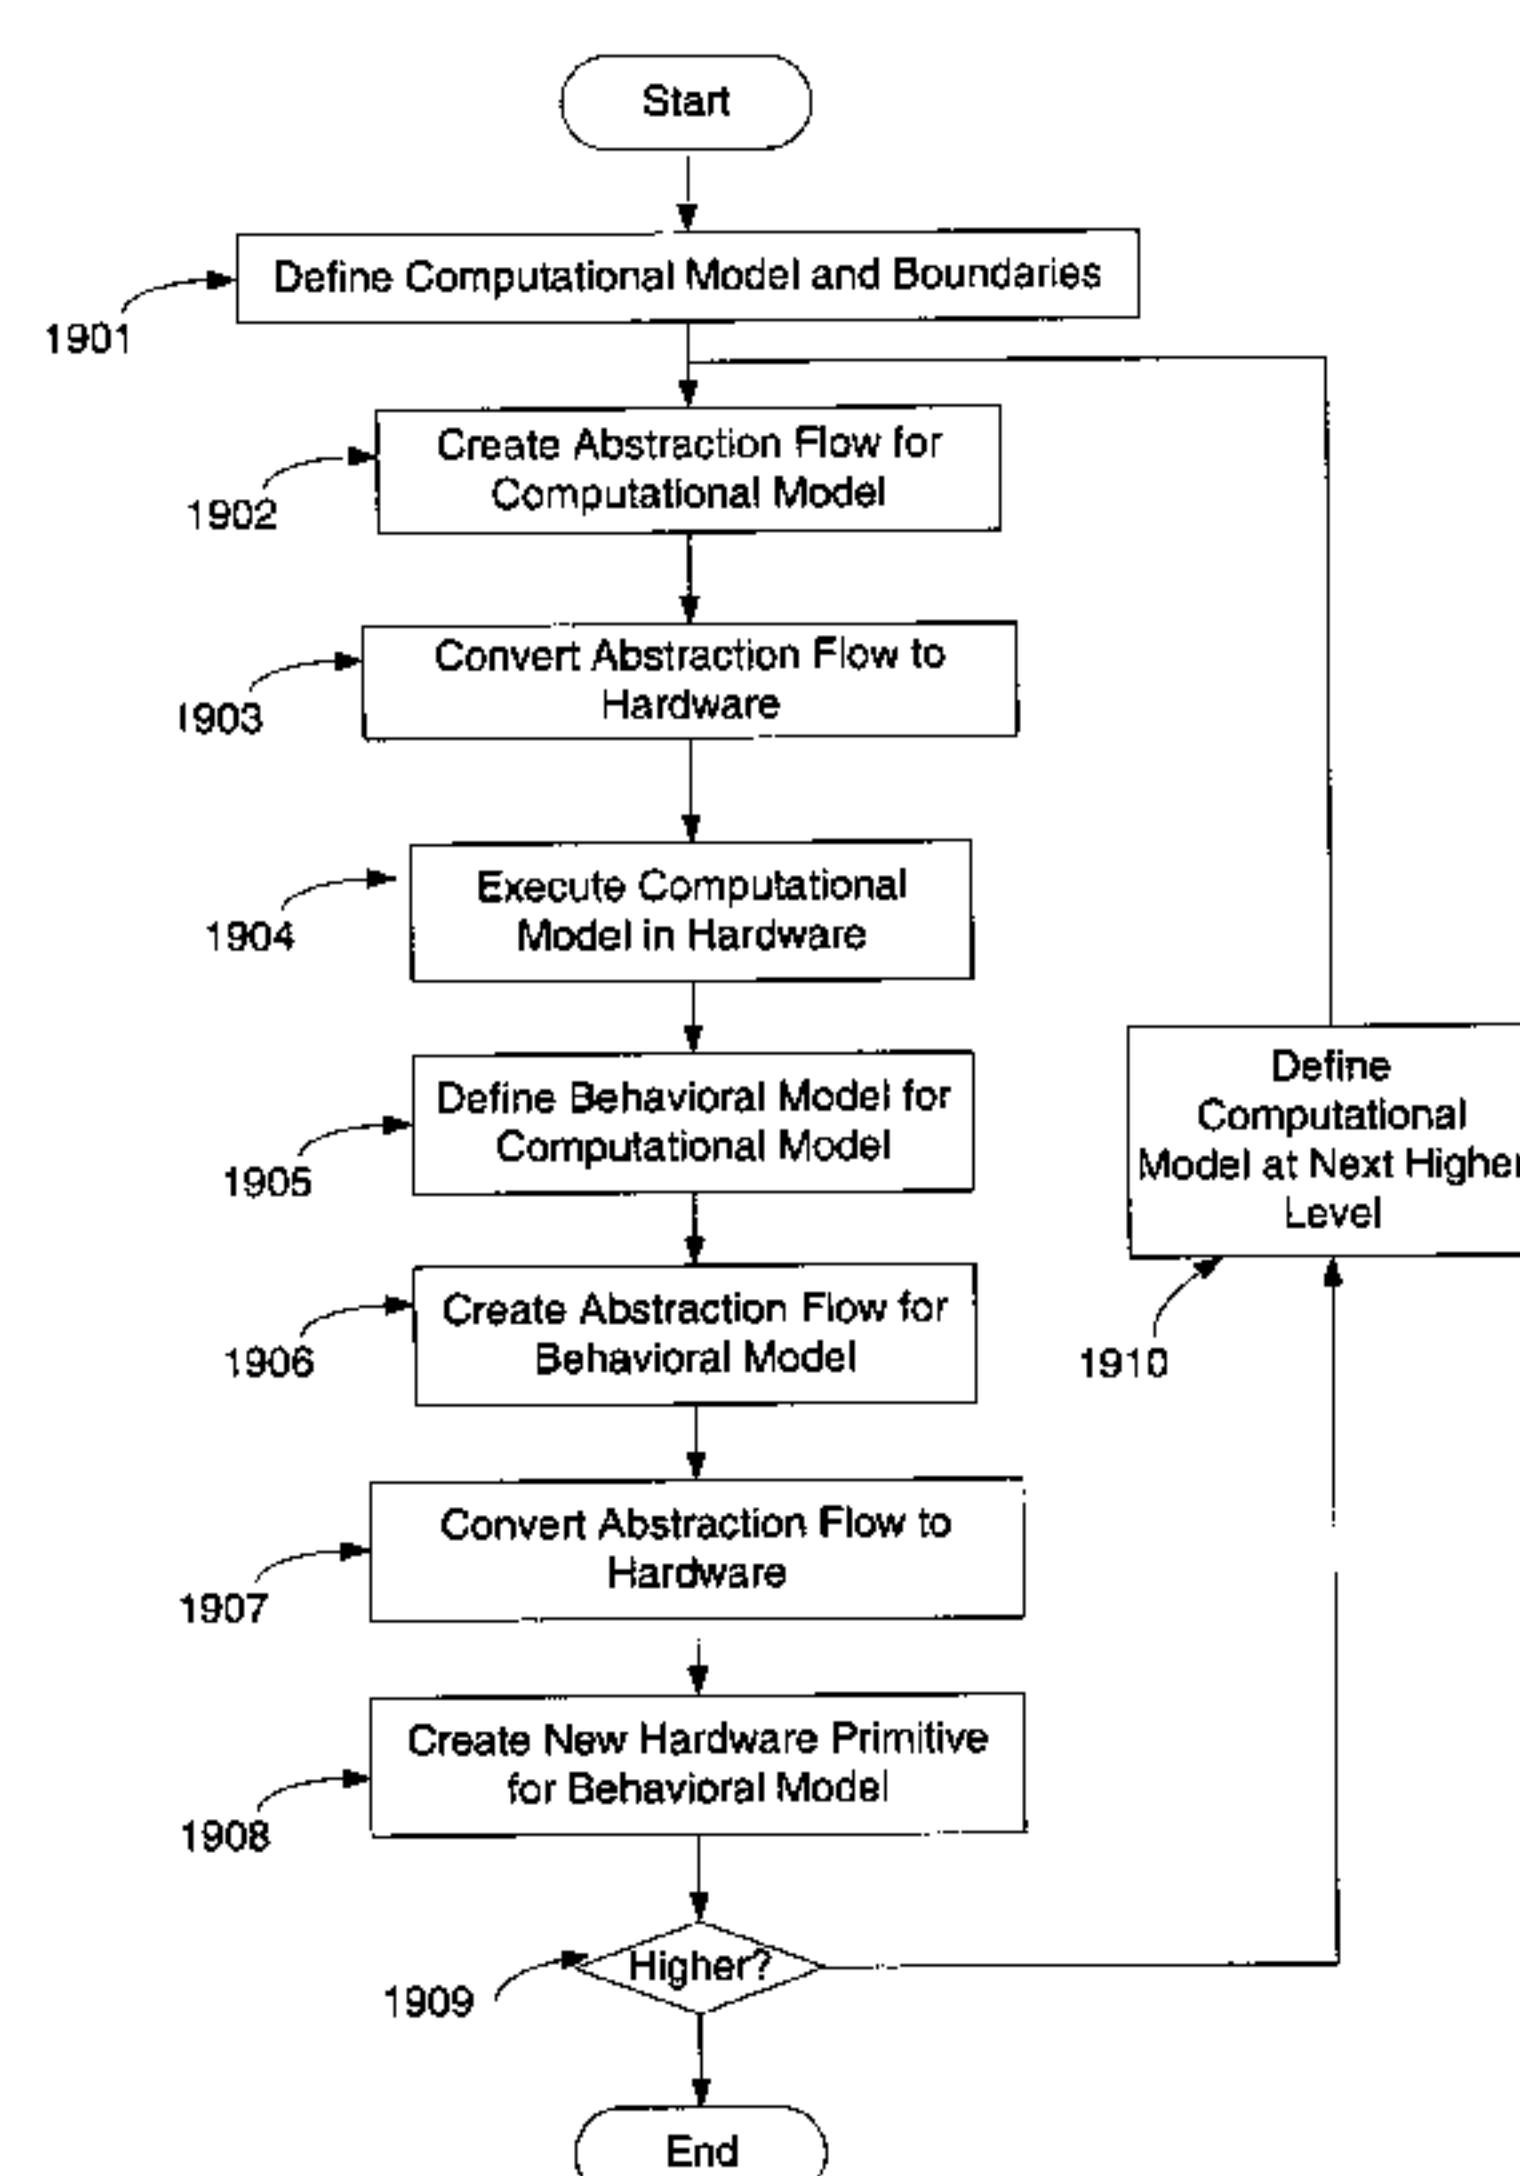 Start
Define Computational Model and Boundaries
1901
Create Abstraction Flow for
Computational Model
1902
Convert Abstraction Flow to
Hardware
1903
Execute Computational
Model in Hardware
1904
Define Behavioral Model for
Computational Model
1905
Define
Computational
Model at Next Higher
Level
Create Abstraction Flow for
Behavioral Model
1906
1910
Convert Abstraction Flow to
Hardware
1907
Create New Hardware Primitive
for Behavioral Model
1908
Higher?
1909
End